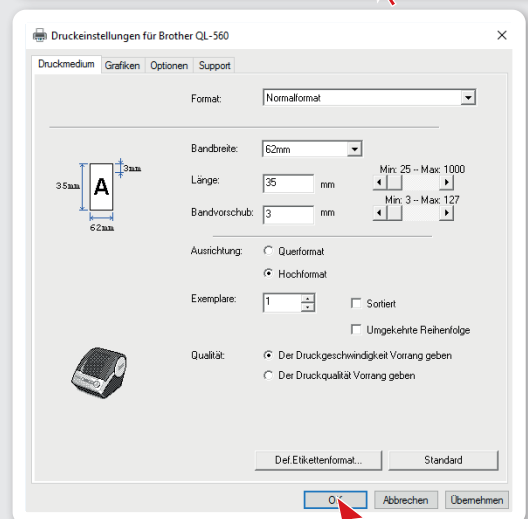 Druckeinstellungen für Brother QL-560
Druckmedium Grafiken Optionen Support
Format: Normalformat
Bandbreite: 62mm
3mm
35mm
A
62mm
Länge: 35 mm Min: 25 -- Max: 1000
Bandvorschub: 3 mm Min: 3 -- Max: 127
Ausrichtung: Querformat
Hochformat
Exemplare: 1 Sortiert
Umgekehrte Reihenfolge
Qualität: Der Druckgeschwindigkeit Vorrang geben
Der Druckqualität Vorrang geben
Def.Etikettenformat... Standard
OK Abbrechen Übernehmen